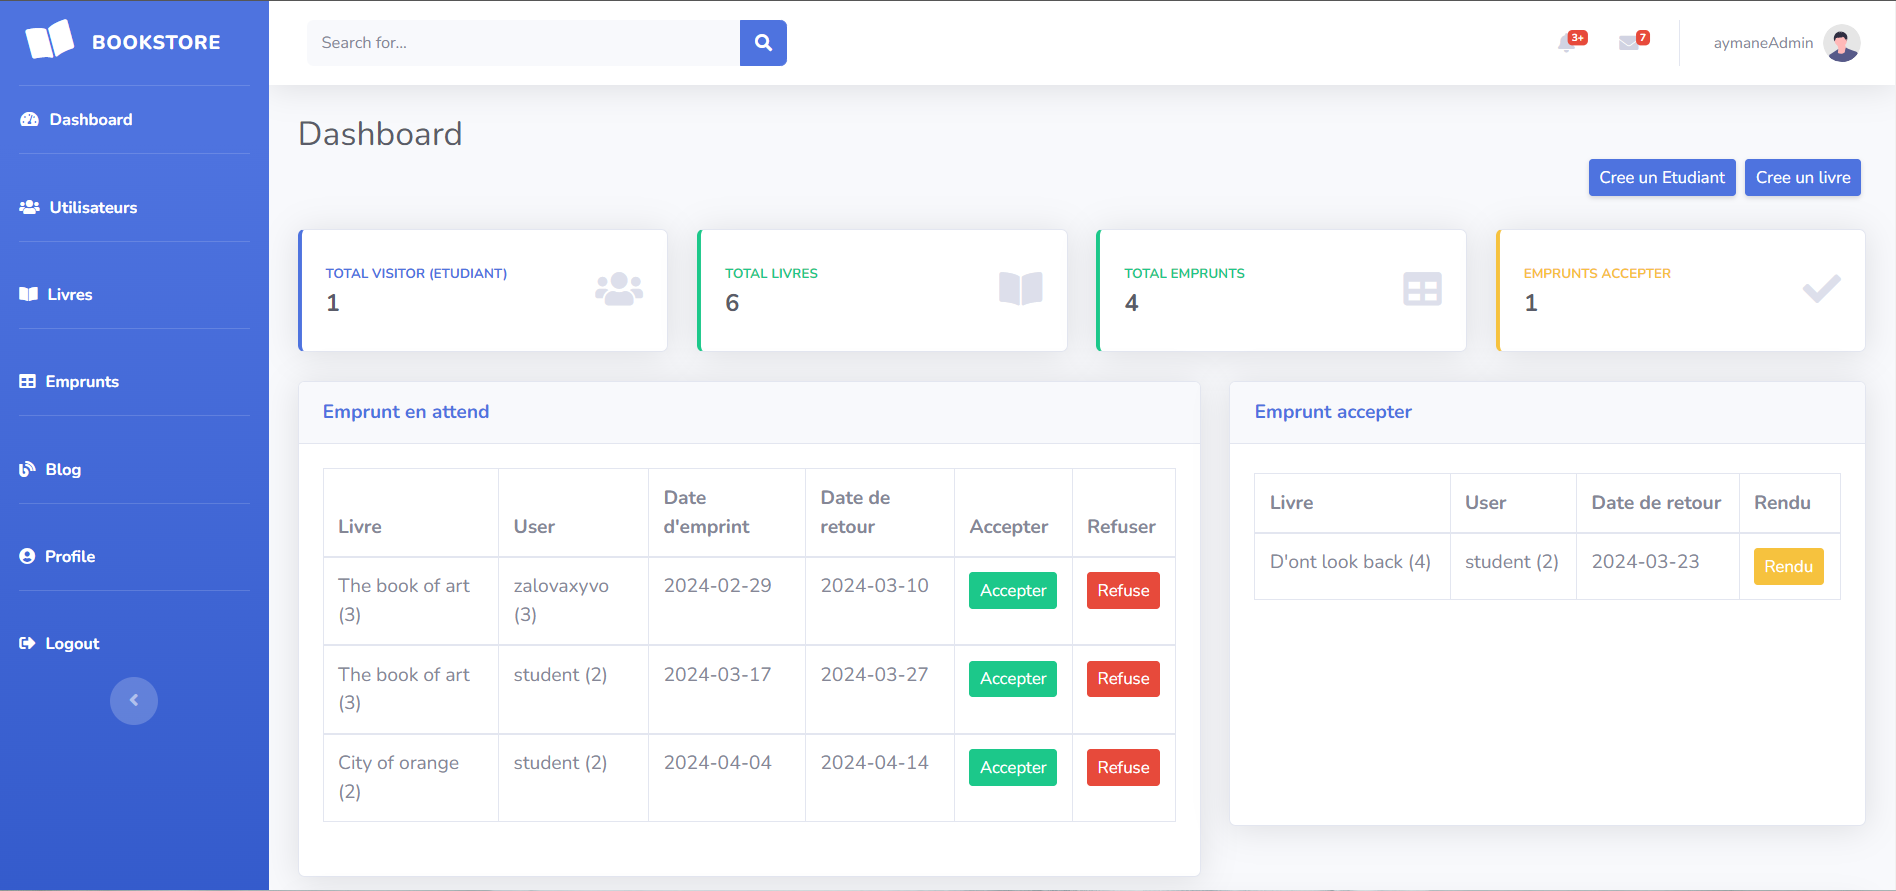 BOOKSTORE
Search for...
3+
7
aymaneAdmin
Dashboard
Utilisateurs
Livres
Emprunts
Blog
Profile
Logout
Dashboard
Cree un Etudiant
Cree un livre
TOTAL VISITOR (ETUDIANT)
1
TOTAL LIVRES
6
TOTAL EMPRUNTS
4
EMPRUNTS ACCEPTER
1
Emprunt en attend
Livre User Date d'emprint Date de retour Accepter Refuser
The book of art (3) zalovaxyvo (3) 2024-02-29 2024-03-10 Accepter Refuse
The book of art (3) student (2) 2024-03-17 2024-03-27 Accepter Refuse
City of orange (2) student (2) 2024-04-04 2024-04-14 Accepter Refuse
Emprunt accepter
Livre User Date de retour Rendu
D'ont look back (4) student (2) 2024-03-23 Rendu